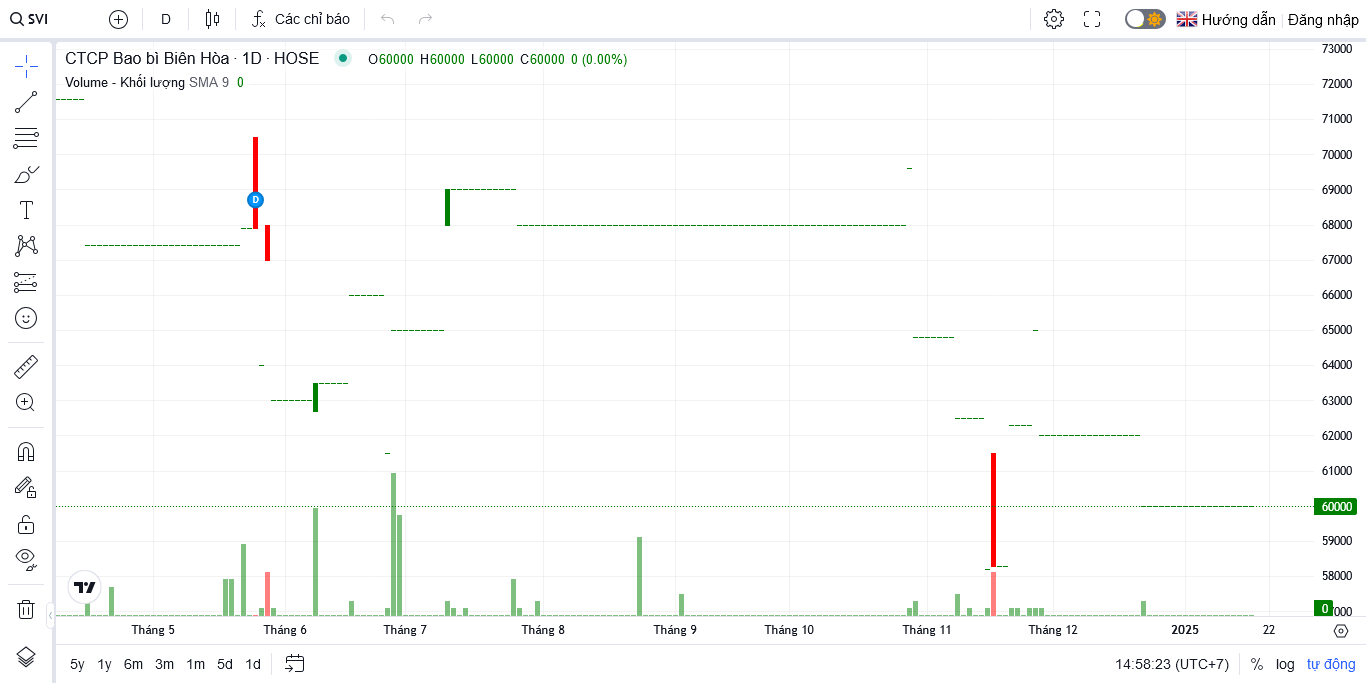 SVI D Các chỉ báo Hướng dẫn Đăng nhập
CTCP Bao bì Biên Hòa · 1D · HOSE O60000 H60000 L60000 C60000 0 (0.00%)
Volume - Khối lượng SMA 9 0
D
73000
72000
71000
70000
69000
68000
67000
66000
65000
64000
63000
62000
61000
60000
59000
58000
0
Tháng 5 Tháng 6 Tháng 7 Tháng 8 Tháng 9 Tháng 10 Tháng 11 Tháng 12 2025 22
5y 1y 6m 3m 1m 5d 1d 14:58:23 (UTC+7) % log tự động